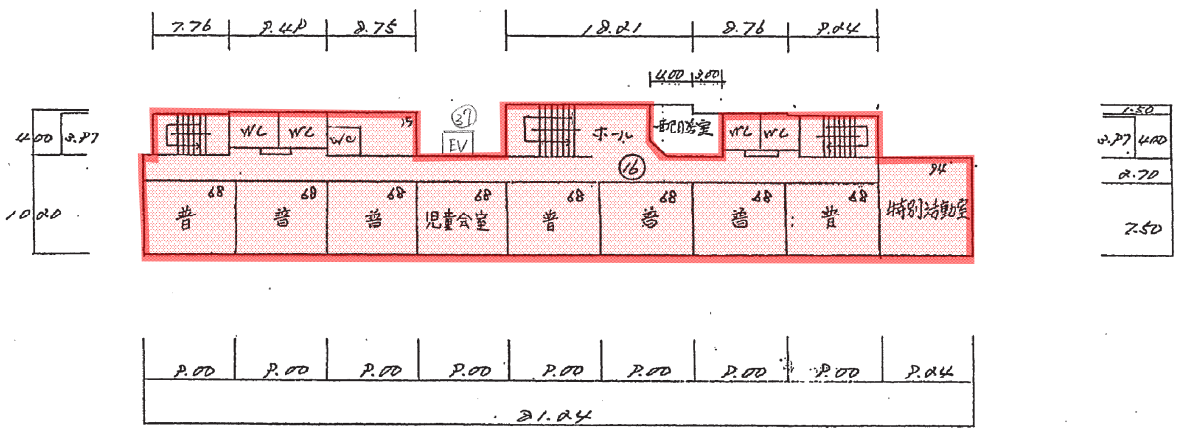 7.76 9.49 8.75 18.21 8.76 9.24
4.00 3.00
37
EV
WC WC WC 15
ホール 配膳室
WC WC
16
4.00 3.97
10.20
1.50
3.97 4.00
2.70
7.50
68 68 68 68 68 68 68 68 94
普 普 普 児童会室 普 普 普 普 特別活動室
9.00 9.00 9.00 9.00 9.00 9.00 9.00 9.00 9.24
81.24